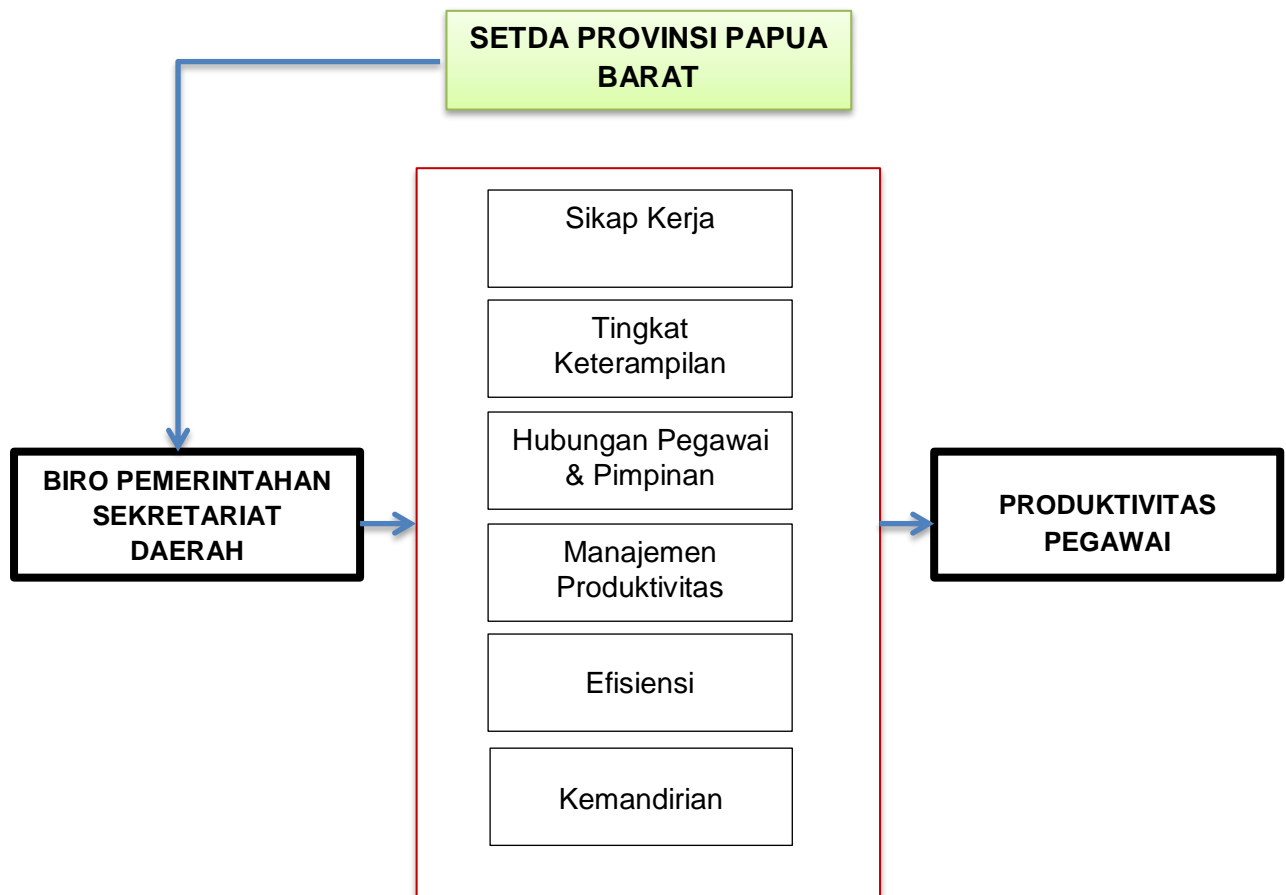 SETDA PROVINSI PAPUA
BARAT
Sikap Kerja
Tingkat
Keterampilan
Hubungan Pegawai
& Pimpinan
BIRO PEMERINTAHAN
SEKRETARIAT
DAERAH
PRODUKTIVITAS
PEGAWAI
Manajemen
Produktivitas
Efisiensi
Kemandirian